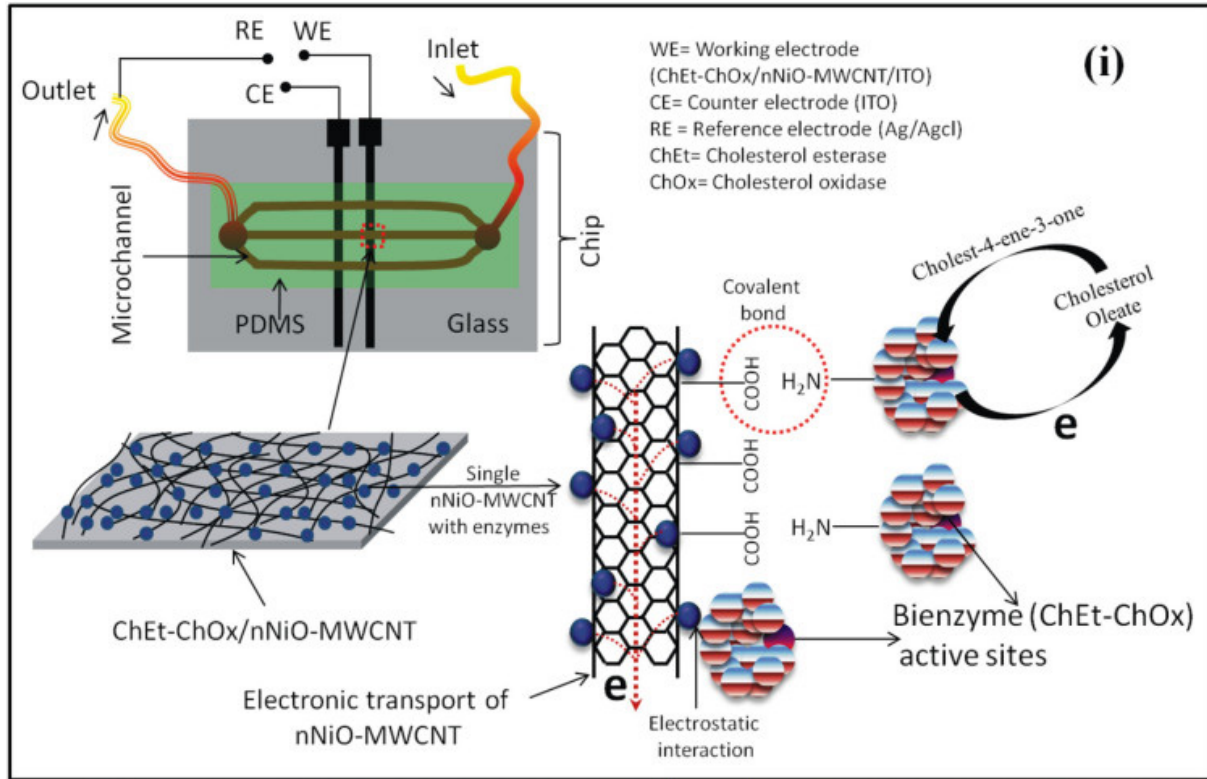 RE
WE
Inlet
Outlet
CE
WE= Working electrode
(ChEt-ChOx/nNiO-MWCNT/ITO)
CE= Counter electrode (ITO)
RE = Reference electrode (Ag/Agcl)
ChEt= Cholesterol esterase
ChOx= Cholesterol oxidase
(i)
Microchannel
PDMS
Glass
Chip
Cholest-4-ene-3-one
Cholesterol
Oleate
e
Covalent
bond
COOH
H₂N
COOH
COOH
H₂N
Single
nNiO-MWCNT
with enzymes
ChEt-ChOx/nNiO-MWCNT
Bienzyme (ChEt-ChOx)
active sites
Electronic transport of
nNiO-MWCNT
e
Electrostatic
interaction